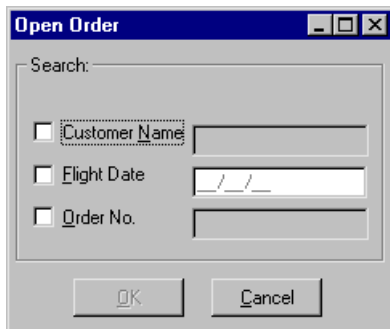 Open Order
Search:
Customer Name
Flight Date __/__/__
Order No.
OK Cancel